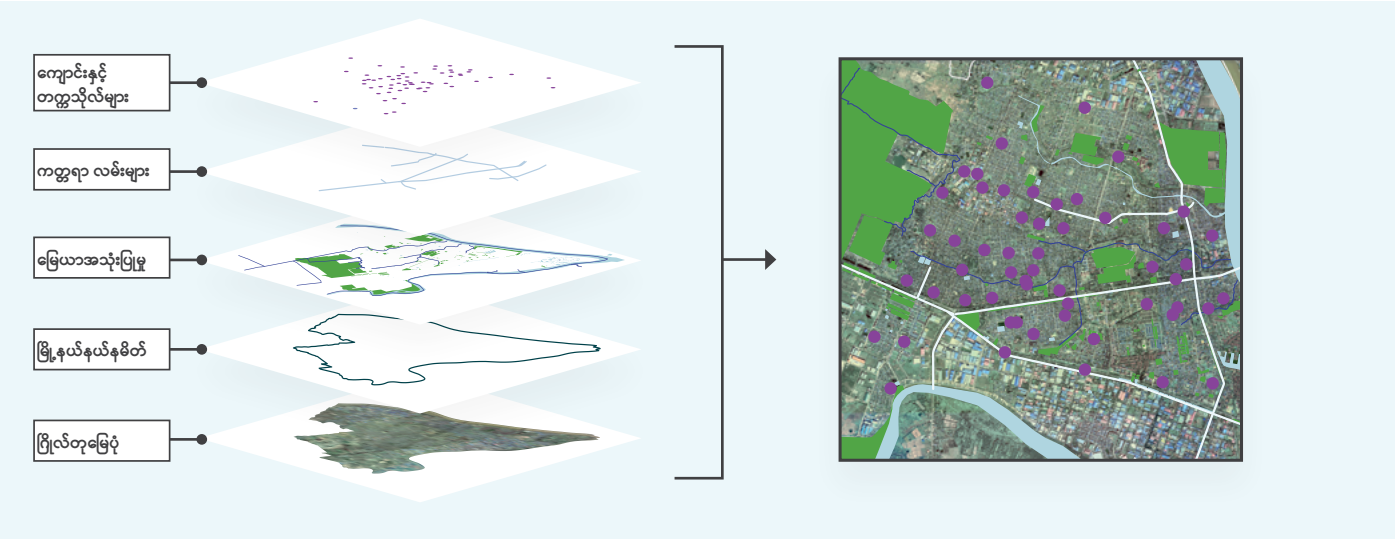 ကျောင်းနှင့်
တက္ကသိုလ်များ
ကတ္တရာ လမ်းများ
မြေယာအသုံးပြုမှု
မြို့နယ်နယ်နမိတ်
ဂြိုလ်တုမြေပုံ